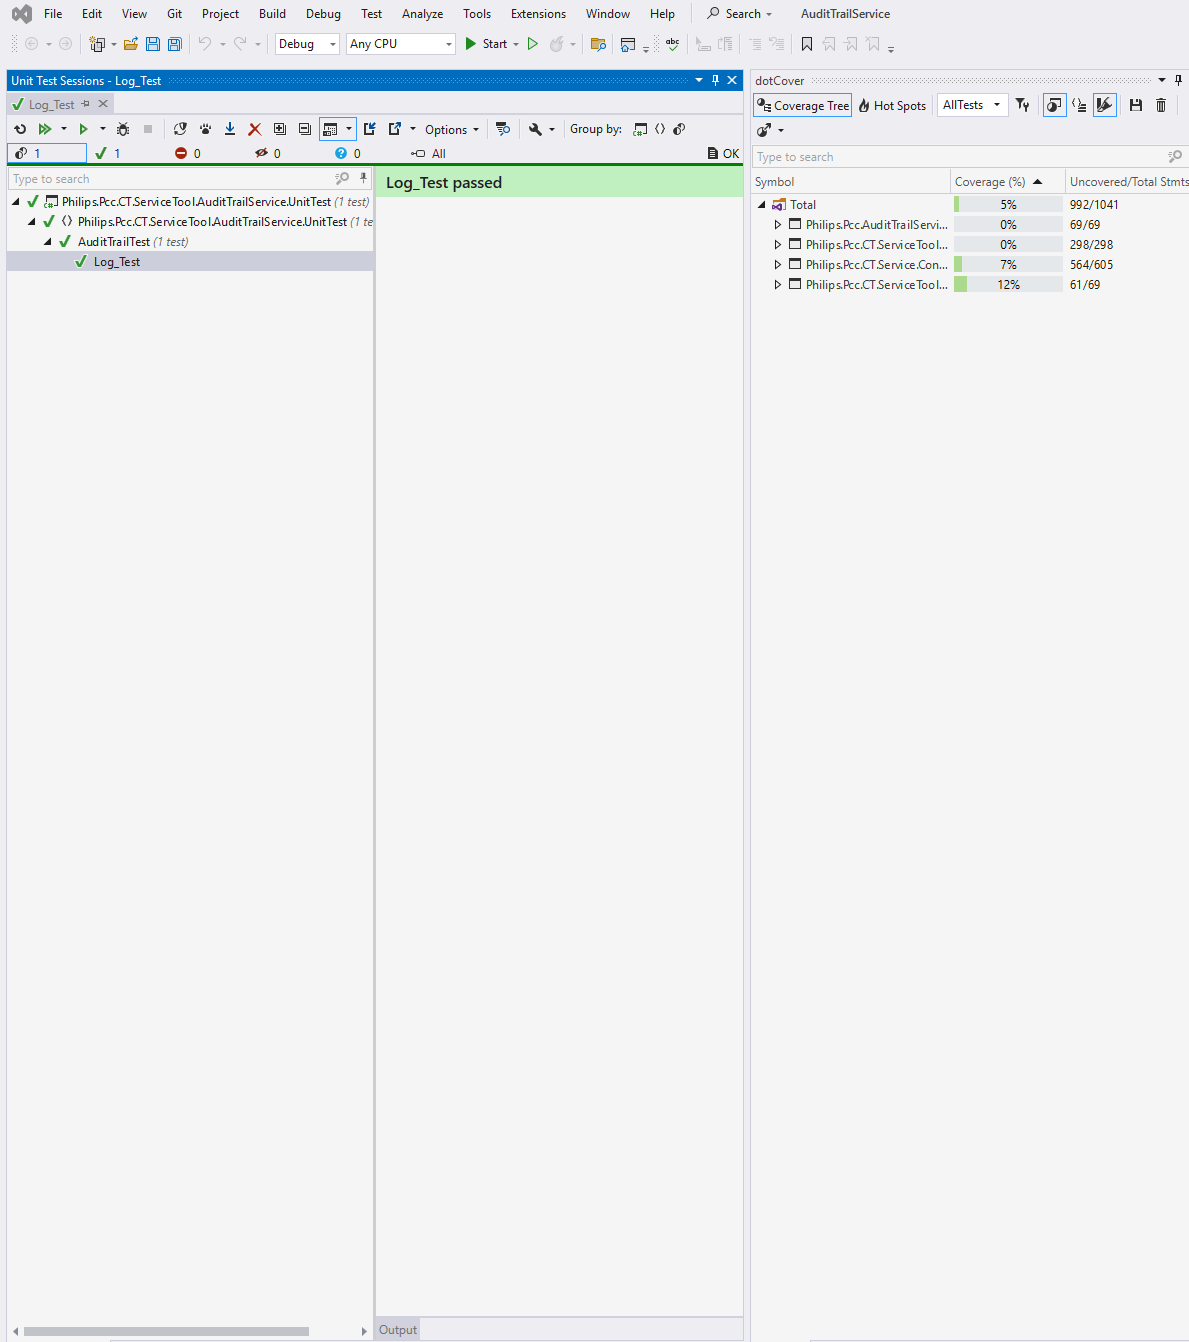 File Edit View Git Project Build Debug Test Analyze Tools Extensions Window Help Search AuditTrailService
Debug Any CPU Start abc
Unit Test Sessions - Log_Test
Log_Test
Options Group by:
1 1 0 0 0 All OK
Type to search
Log_Test passed
Philips.Pcc.CT.ServiceTool.AuditTrailService.UnitTest (1 test)
Philips.Pcc.CT.ServiceTool.AuditTrailService.UnitTest (1 te
AuditTrailTest (1 test)
Log_Test
Output
dotCover
Coverage Tree Hot Spots AllTests
Type to search
Symbol Coverage (%) Uncovered/Total Stmts
Total 5% 992/1041
Philips.Pcc.AuditTrailServi... 0% 69/69
Philips.Pcc.CT.ServiceTool... 0% 298/298
Philips.Pcc.CT.Service.Con... 7% 564/605
Philips.Pcc.CT.ServiceTool... 12% 61/69